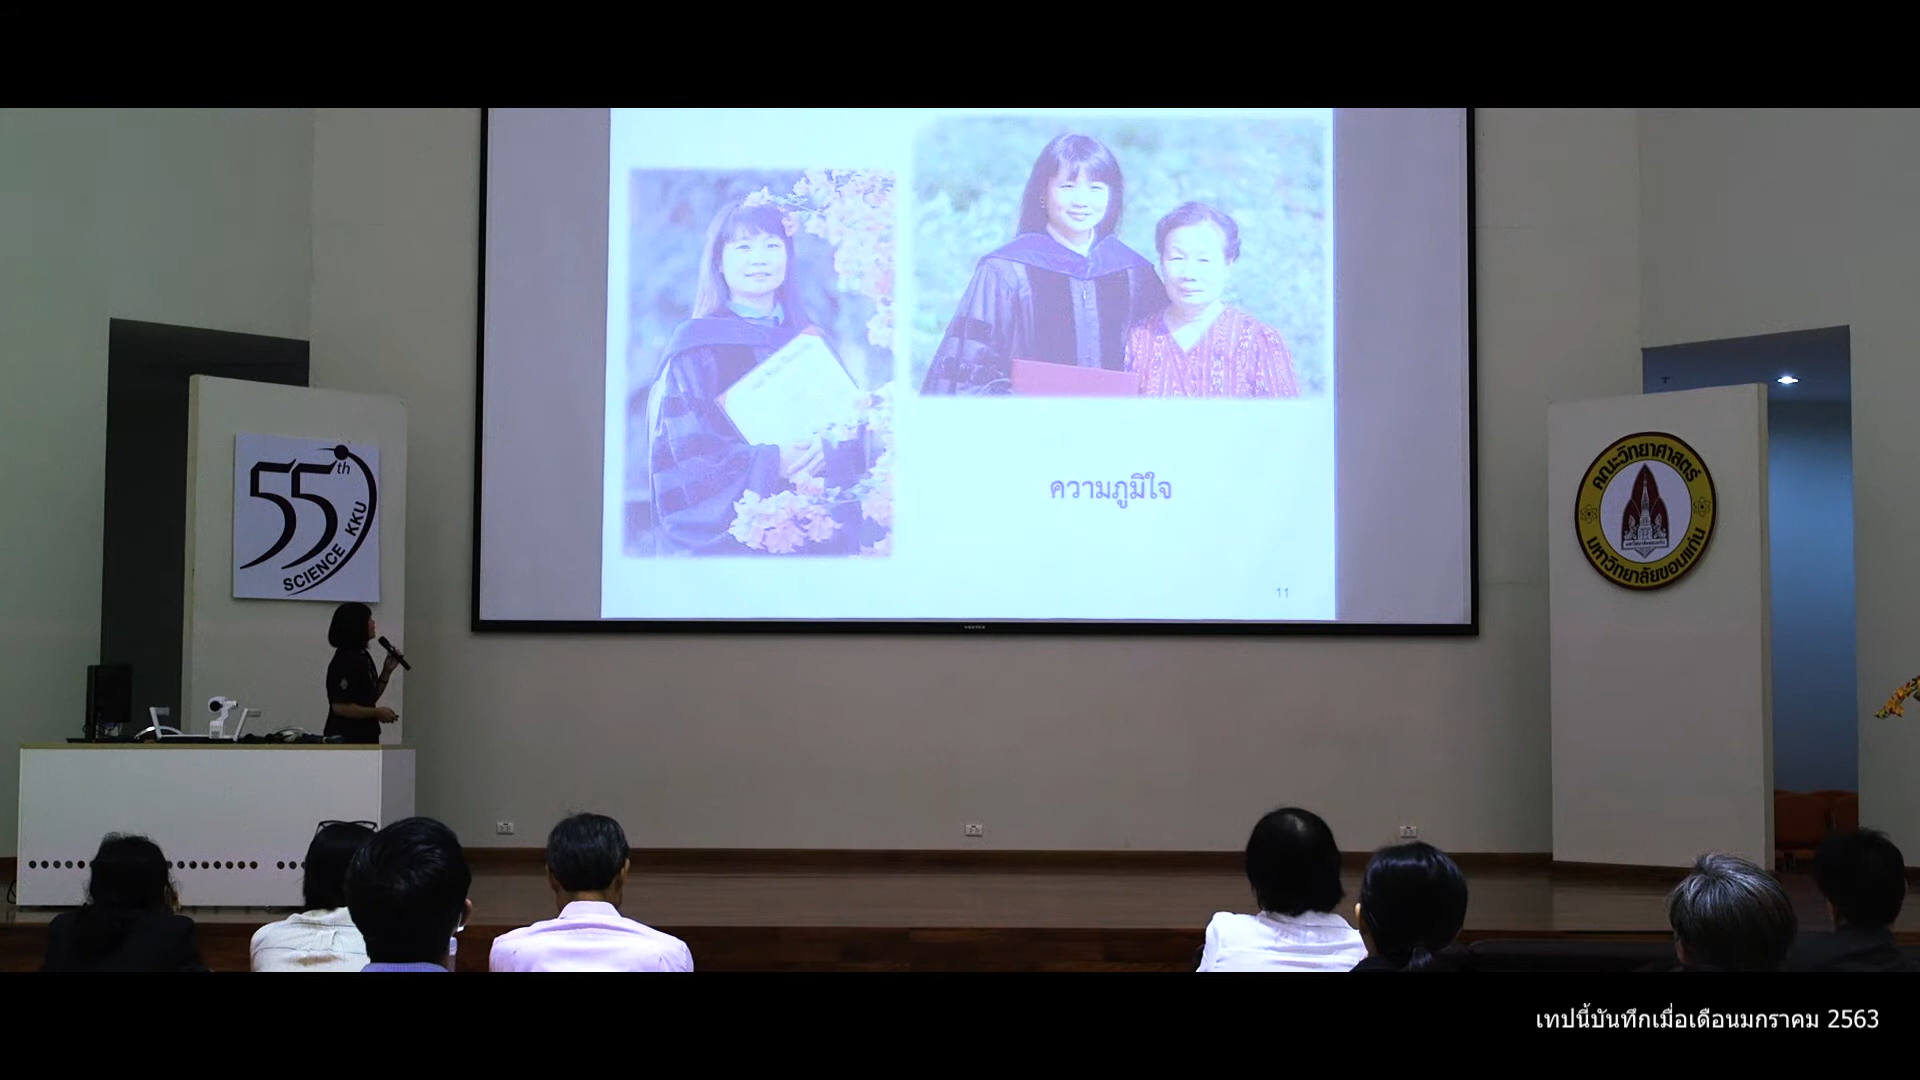 55th
SCIENCE KKU
ความภูมิใจ
11
คณะวิทยาศาสตร์
มหาวิทยาลัยขอนแก่น
เทปนี้บันทึกเมื่อเดือนมกราคม 2563